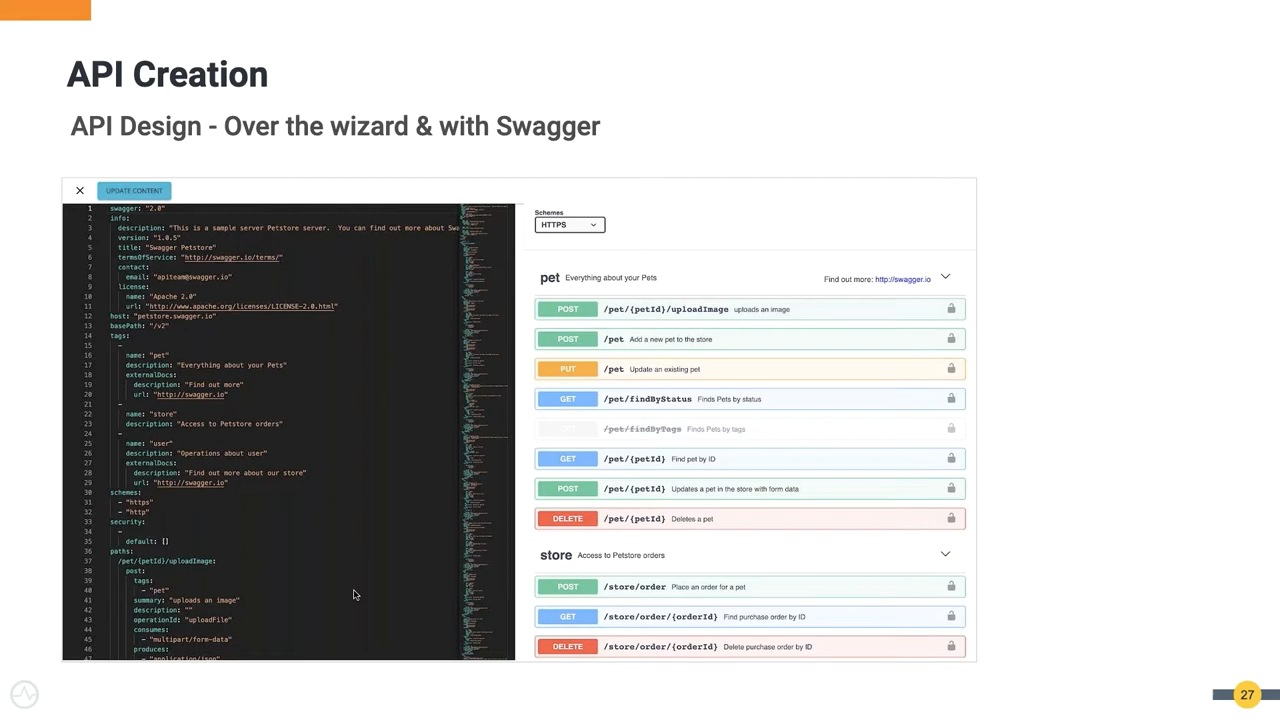 API Creation
API Design - Over the wizard & with Swagger
UPDATE CONTENT
1 swagger: "2.0"
2 info:
3 description: "This is a sample server Petstore server.  You can find out more about Swa
4 version: "1.0.5"
5 title: "Swagger Petstore"
6 termsOfService: "http://swagger.io/terms/"
7 contact:
8 email: "apiteam@swagger.io"
9 license:
10 name: "Apache 2.0"
11 url: "http://www.apache.org/licenses/LICENSE-2.0.html"
12 host: "petstore.swagger.io"
13 basePath: "/v2"
14 tags:
15 -
16 name: "pet"
17 description: "Everything about your Pets"
18 externalDocs:
19 description: "Find out more"
20 url: "http://swagger.io"
21 -
22 name: "store"
23 description: "Access to Petstore orders"
24 -
25 name: "user"
26 description: "Operations about user"
27 externalDocs:
28 description: "Find out more about our store"
29 url: "http://swagger.io"
30 schemes:
31 - "https"
32 - "http"
33 security:
34 -
35 default: []
36 paths:
37 /pet/{petId}/uploadImage:
38 post:
39 tags:
40 - "pet"
41 summary: "uploads an image"
42 description: ""
43 operationId: "uploadFile"
44 consumes:
45 - "multipart/form-data"
46 produces:
47 - "application/json"
Schemes
HTTPS
pet Everything about your Pets Find out more: http://swagger.io
POST /pet/{petId}/uploadImage uploads an image
POST /pet Add a new pet to the store
PUT /pet Update an existing pet
GET /pet/findByStatus Finds Pets by status
GET /pet/findByTags Finds Pets by tags
GET /pet/{petId} Find pet by ID
POST /pet/{petId} Updates a pet in the store with form data
DELETE /pet/{petId} Deletes a pet
store Access to Petstore orders
POST /store/order Place an order for a pet
GET /store/order/{orderId} Find purchase order by ID
DELETE /store/order/{orderId} Delete purchase order by ID
27